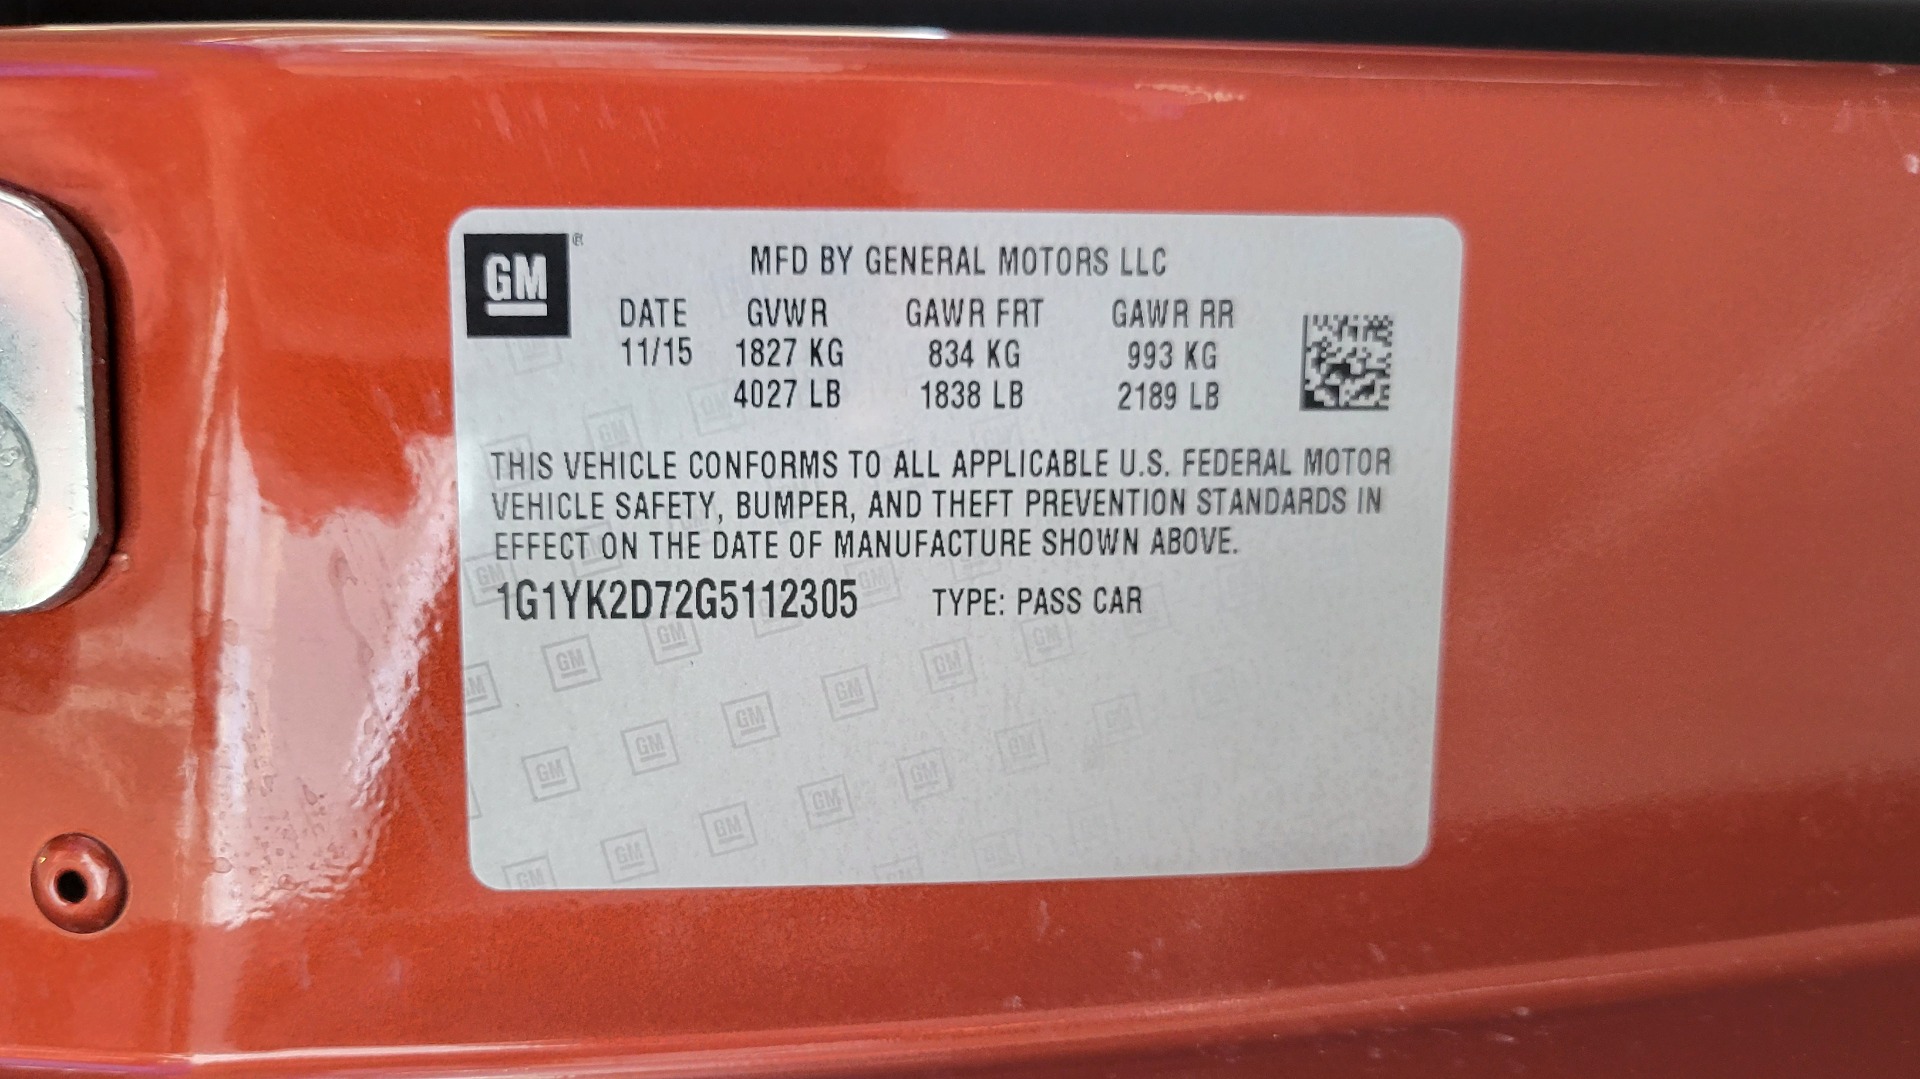 GM ®
MFD BY GENERAL MOTORS LLC
DATE GVWR GAWR FRT GAWR RR
11/15 1827 KG 834 KG 993 KG
4027 LB 1838 LB 2189 LB
THIS VEHICLE CONFORMS TO ALL APPLICABLE U.S. FEDERAL MOTOR
VEHICLE SAFETY, BUMPER, AND THEFT PREVENTION STANDARDS IN
EFFECT ON THE DATE OF MANUFACTURE SHOWN ABOVE.
1G1YK2D72G5112305 TYPE: PASS CAR